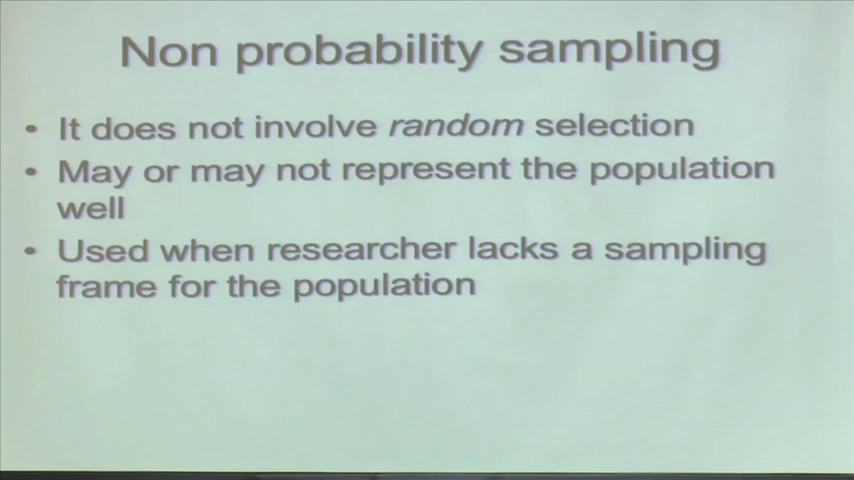 Non probability sampling
• It does not involve random selection
• May or may not represent the population
well
• Used when researcher lacks a sampling
frame for the population